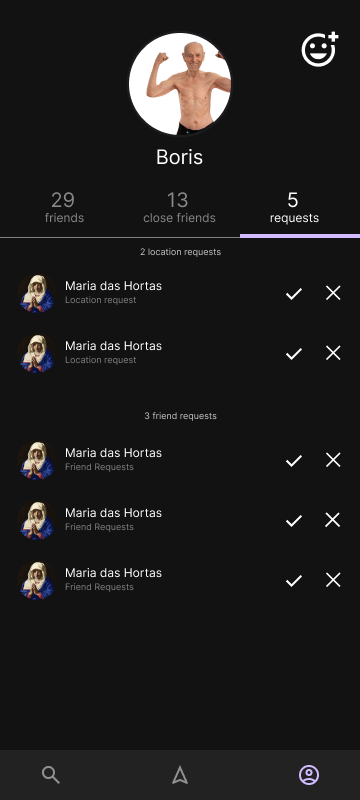 Boris
29
friends
13
close friends
5
requests
2 location requests
Maria das Hortas
Location request
Maria das Hortas
Location request
3 friend requests
Maria das Hortas
Friend Requests
Maria das Hortas
Friend Requests
Maria das Hortas
Friend Requests